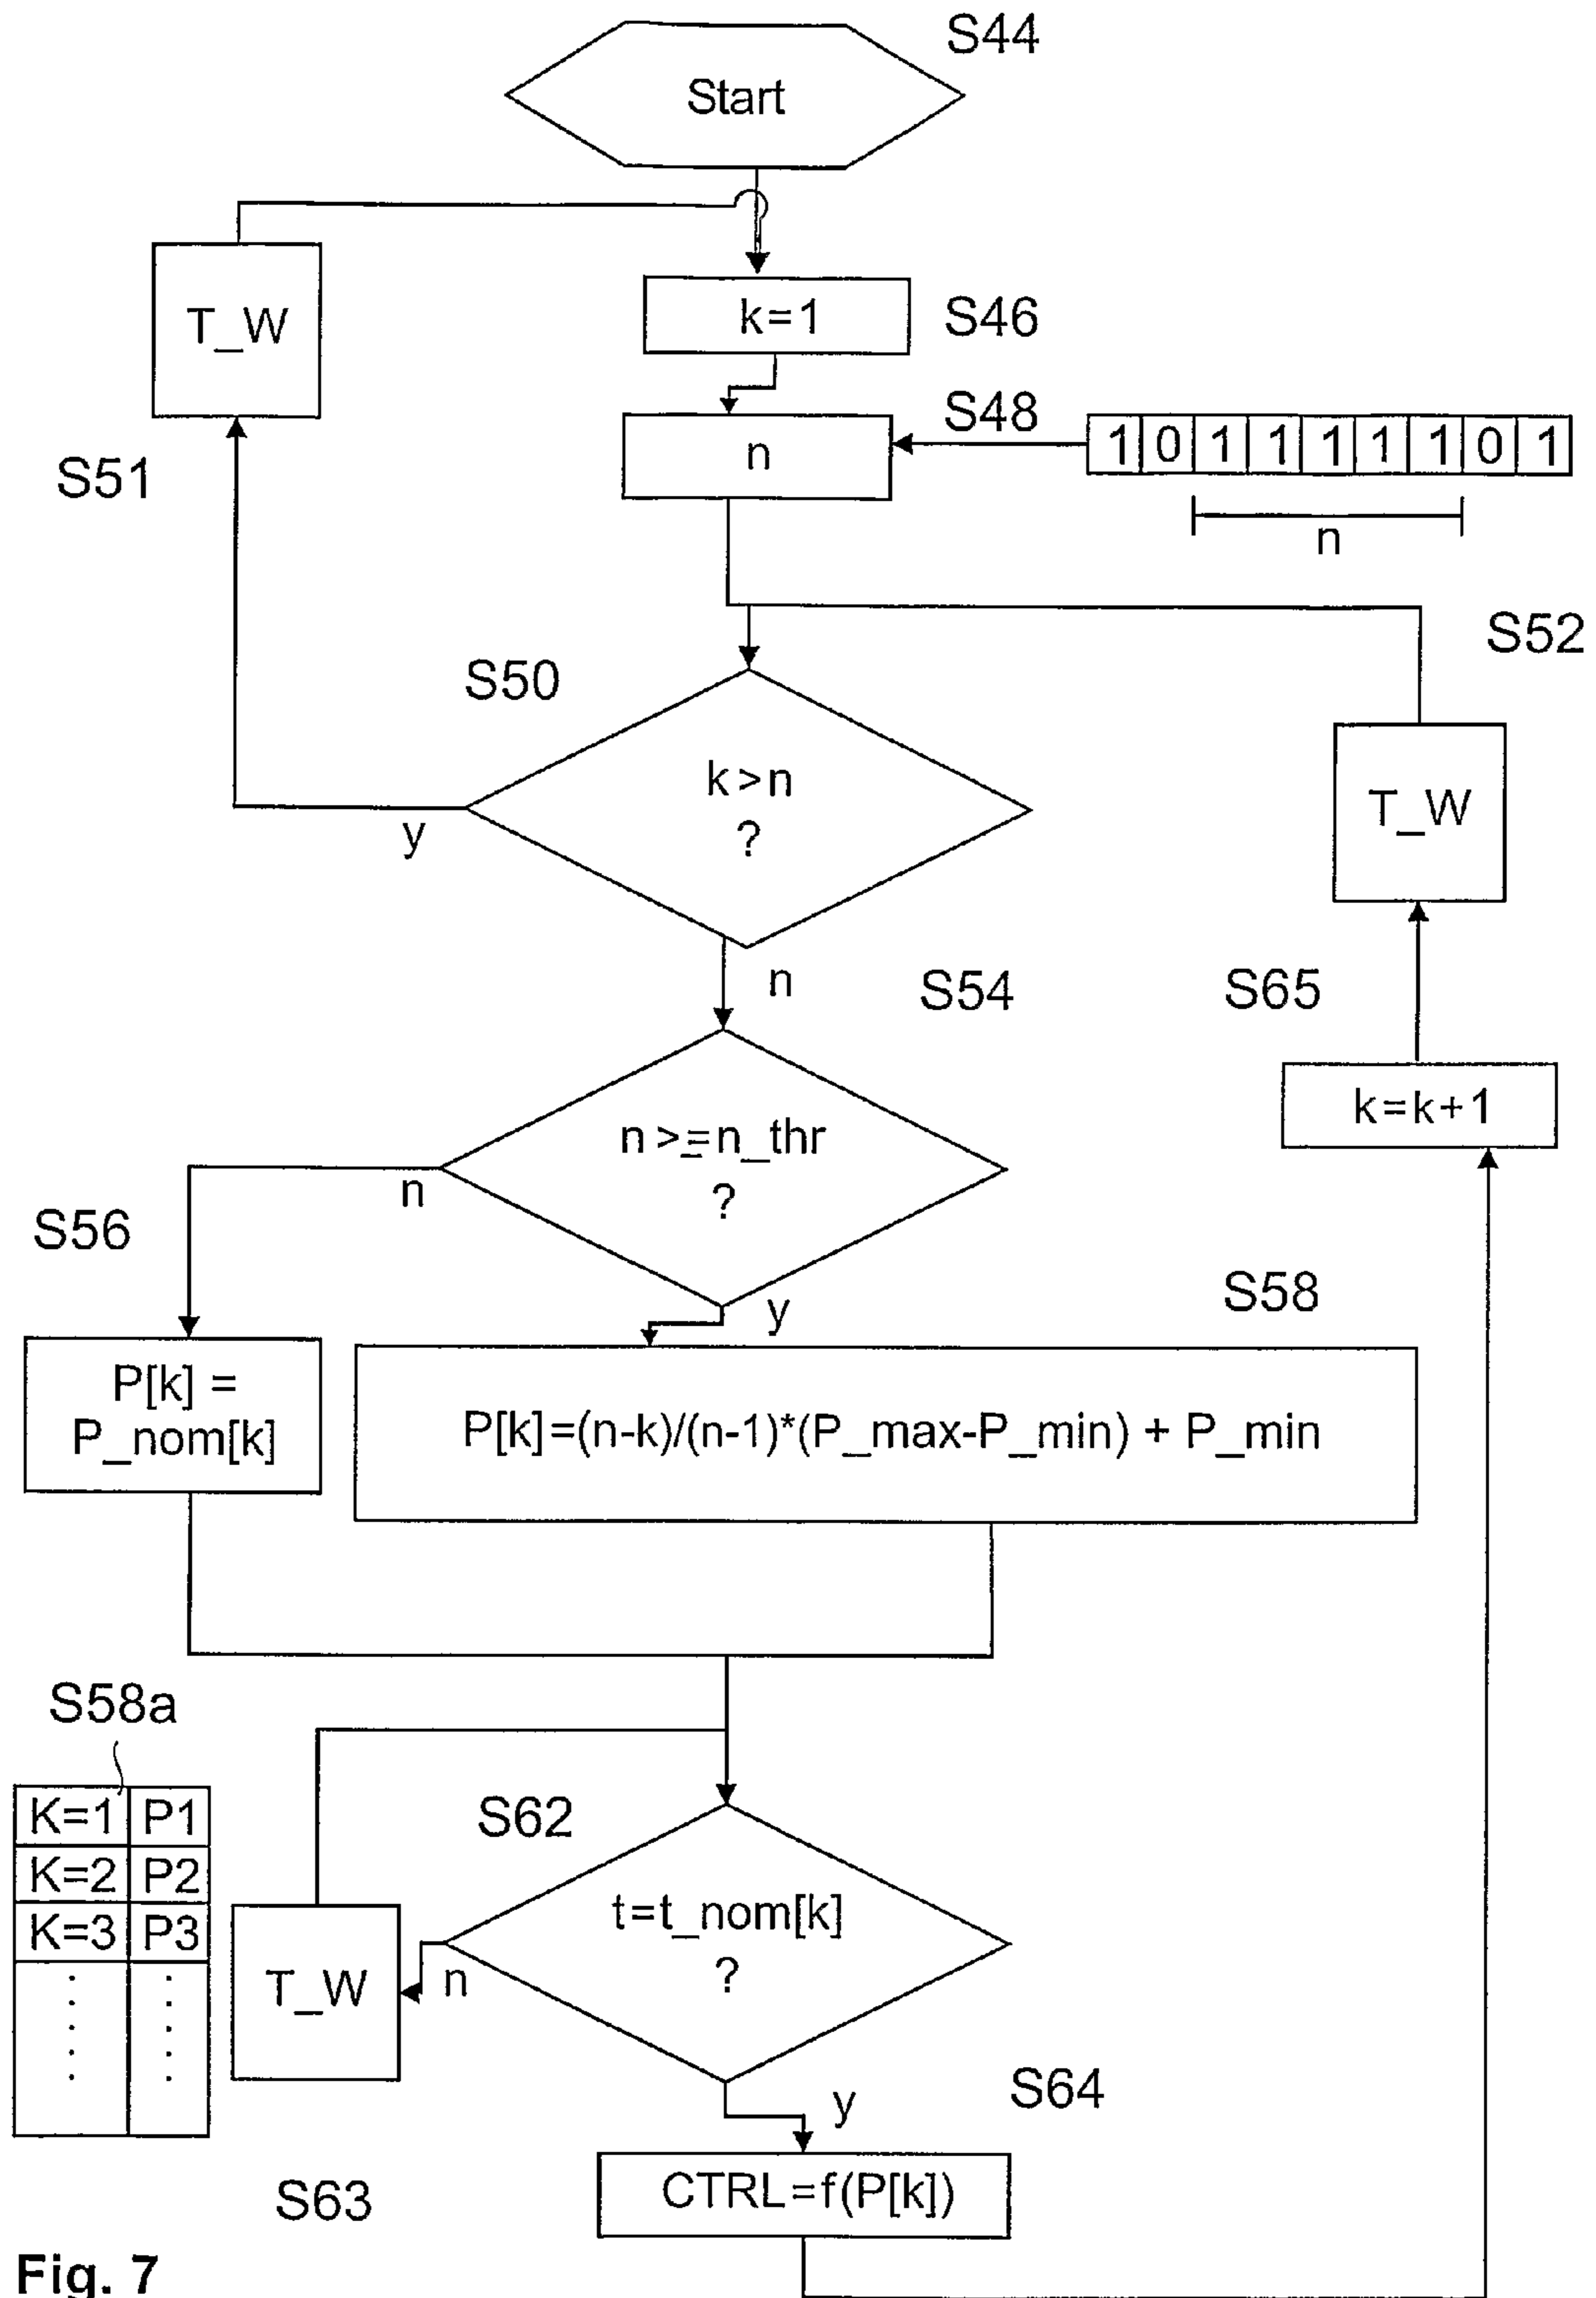 S44
Start
T_W
k=1
S46
S48
n
1 0 1 1 1 1 1 0 1
n
S51
S52
S50
k>n
?
y
T_W
n
S54
S65
k=k+1
n>=n_thr
?
n
S56
y
S58
P[k] =
P_nom[k]
P[k]=(n-k)/(n-1)*(P_max-P_min) + P_min
S58a
K=1 P1
K=2 P2
K=3 P3
S62
t=t_nom[k]
?
T_W
n
y
S64
CTRL=f(P[k])
S63
Fig. 7